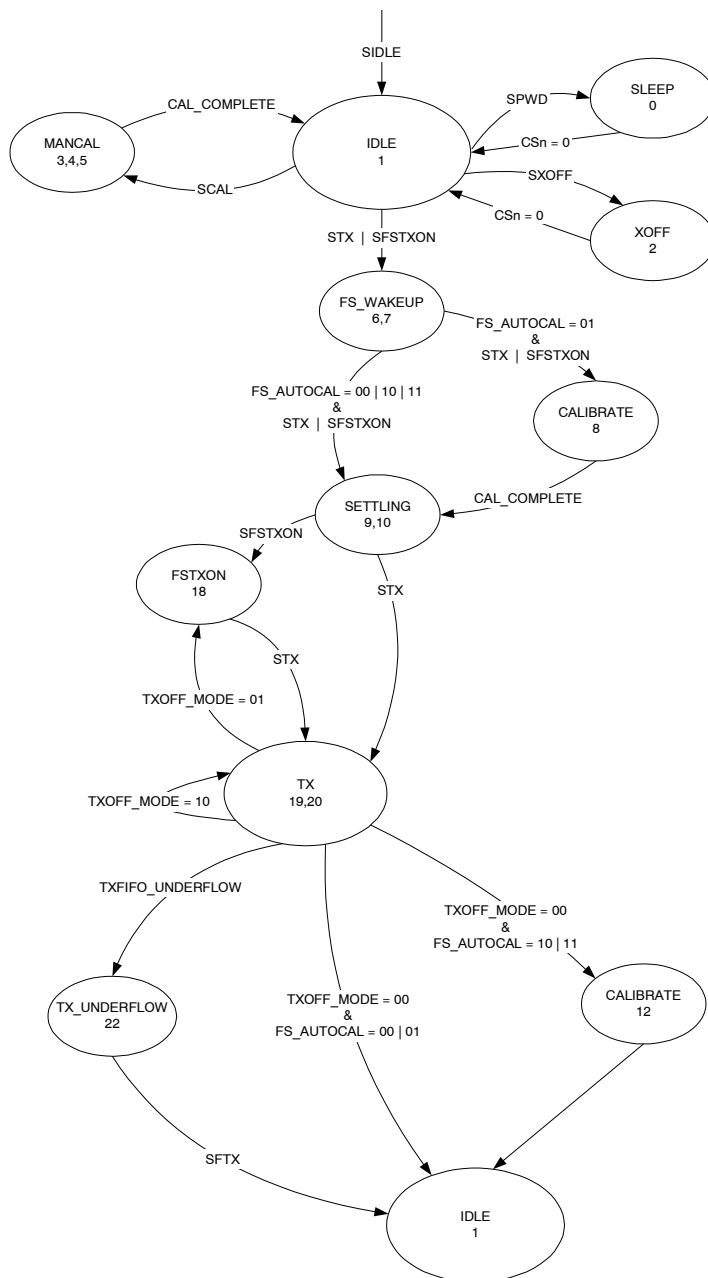 SIDLE
SLEEP
0
SPWD
CAL_COMPLETE
MANCAL
3,4,5
IDLE
1
CSn = 0
SXOFF
SCAL
CSn = 0
XOFF
2
STX | SFSTXON
FS_WAKEUP
6,7
FS_AUTOCAL = 01
&
STX | SFSTXON
FS_AUTOCAL = 00 | 10 | 11
&
STX | SFSTXON
CALIBRATE
8
CAL_COMPLETE
SETTLING
9,10
SFSTXON
FSTXON
18
STX
STX
TXOFF_MODE = 01
TX
19,20
TXOFF_MODE = 10
TXFIFO_UNDERFLOW
TXOFF_MODE = 00
&
FS_AUTOCAL = 10 | 11
TXOFF_MODE = 00
&
FS_AUTOCAL = 00 | 01
CALIBRATE
12
TX_UNDERFLOW
22
SFTX
IDLE
1